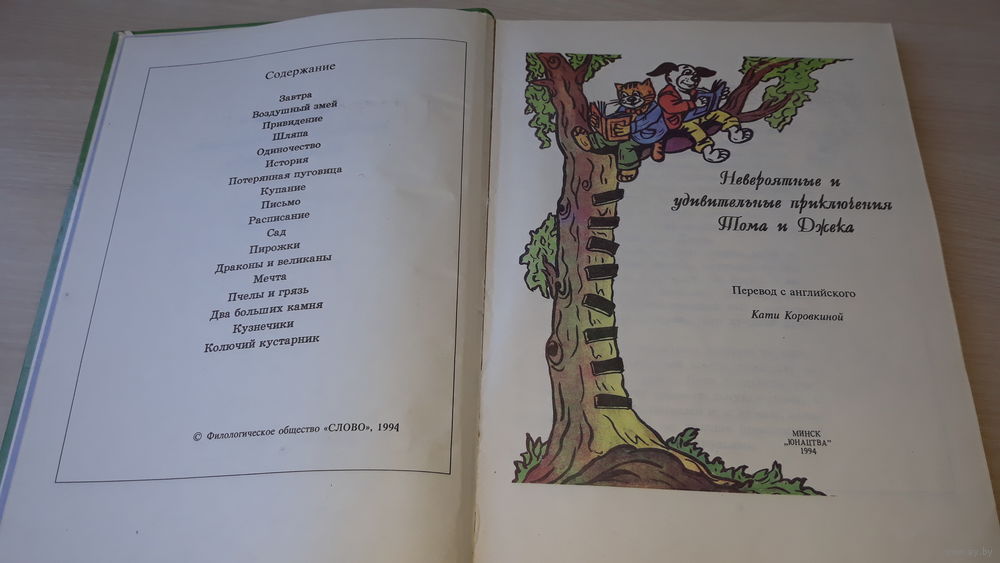 Содержание
Завтра
Воздушный змей
Привидение
Шляпа
Одиночество
История
Потерянная пуговица
Купание
Письмо
Расписание
Сад
Пирожки
Драконы и великаны
Мечта
Пчелы и грязь
Два больших камня
Кузнечики
Колючий кустарник
© Филологическое общество «СЛОВО», 1994
Невероятные и
удивительные приключения
Тома и Джека
Перевод с английского
Кати Коровкиной
МИНСК
„ЮНАЦТВА"
1994